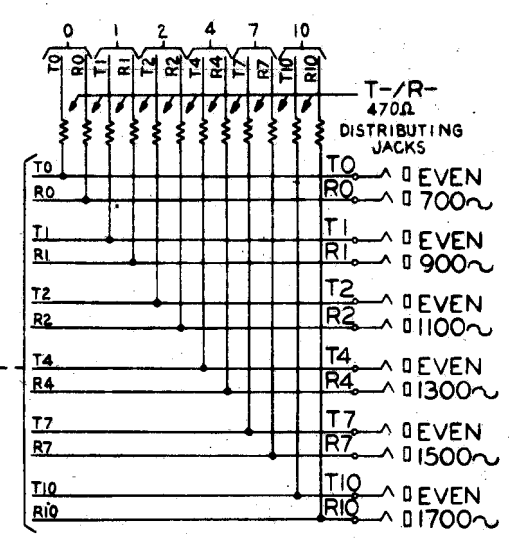 0 1 2 4 7 10
T0 R0 T1 R1 T2 R2 T4 R4 T7 R7 T10 R10
T-/R-
470Ω
DISTRIBUTING
JACKS
T0 T0 EVEN
R0 R0 700~
T1 T1 EVEN
R1 R1 900~
T2 T2 EVEN
R2 R2 1100~
T4 T4 EVEN
R4 R4 1300~
T7 T7 EVEN
R7 R7 1500~
T10 T10 EVEN
R10 R10 1700~